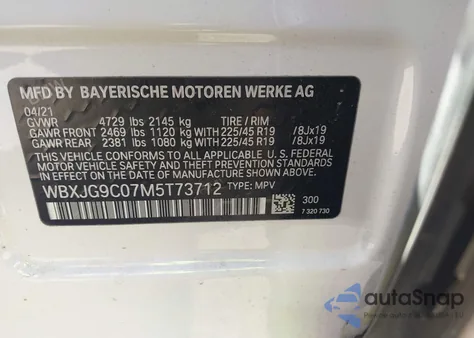 MFD BY BAYERISCHE MOTOREN WERKE AG
04/21
GVWR 4729 lbs 2145 kg TIRE / RIM
GAWR FRONT 2469 lbs 1120 kg WITH 225/45 R19 /8Jx19
GAWR REAR 2381 lbs 1080 kg WITH 225/45 R19 /8Jx19
THIS VEHICLE CONFORMS TO ALL APPLICABLE U. S. FEDERAL
MOTOR VEHICLE SAFETY AND THEFT PREVENTION STANDARDS
IN EFFECT ON THE DATE OF MANUFACTURE SHOWN ABOVE.
WBXJG9C07M5T73712 TYPE: MPV
300
7 320 730
autoSnap